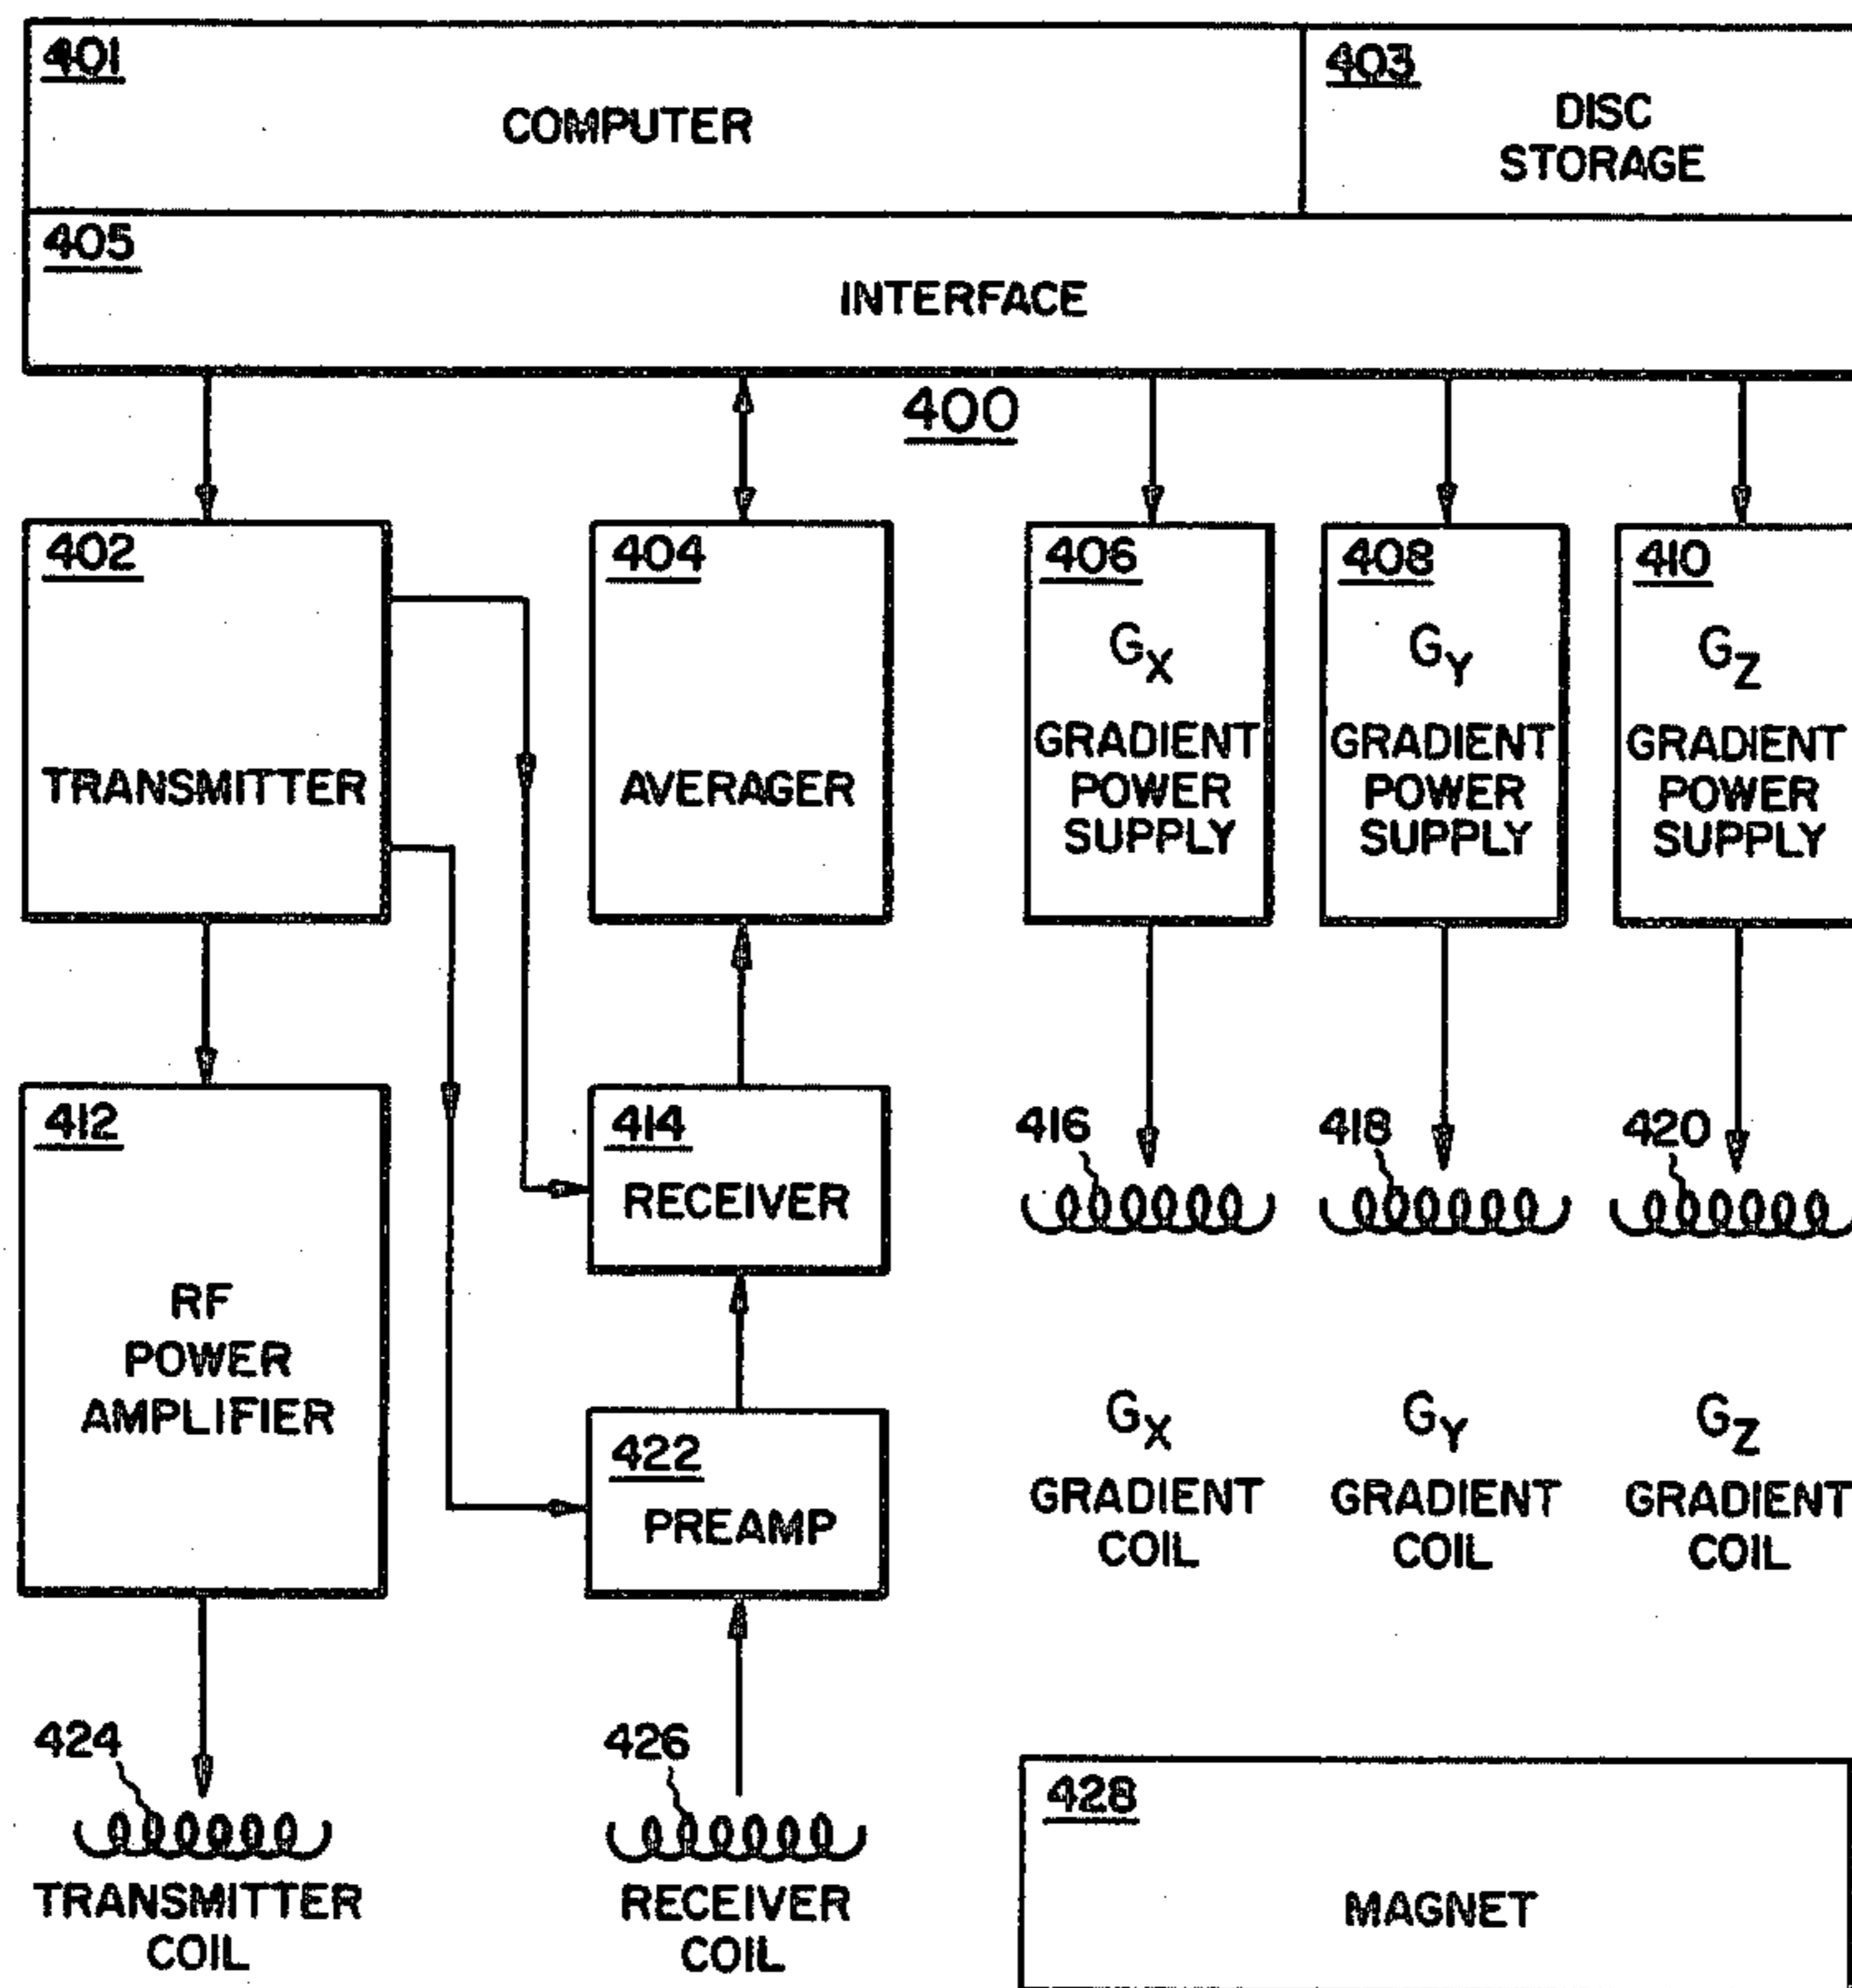 401
COMPUTER
403
DISC
STORAGE
405
INTERFACE
400
402
TRANSMITTER
404
AVERAGER
406
GX
GRADIENT
POWER
SUPPLY
408
GY
GRADIENT
POWER
SUPPLY
410
GZ
GRADIENT
POWER
SUPPLY
412
RF
POWER
AMPLIFIER
414
RECEIVER
416
418
420
422
PREAMP
GX
GRADIENT
COIL
GY
GRADIENT
COIL
GZ
GRADIENT
COIL
424
TRANSMITTER
COIL
426
RECEIVER
COIL
428
MAGNET